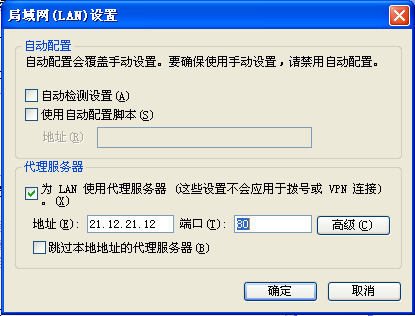 局域网(LAN)设置
自动配置
自动配置会覆盖手动设置。要确保使用手动设置，请禁用自动配置。
自动检测设置(A)
使用自动配置脚本(S)
地址(R)
代理服务器
为 LAN 使用代理服务器 (这些设置不会应用于拨号或 VPN 连接)
。(X)
地址(E): 21.12.21.12 端口(T): 80 高级(C)
跳过本地地址的代理服务器(B)
确定 取消